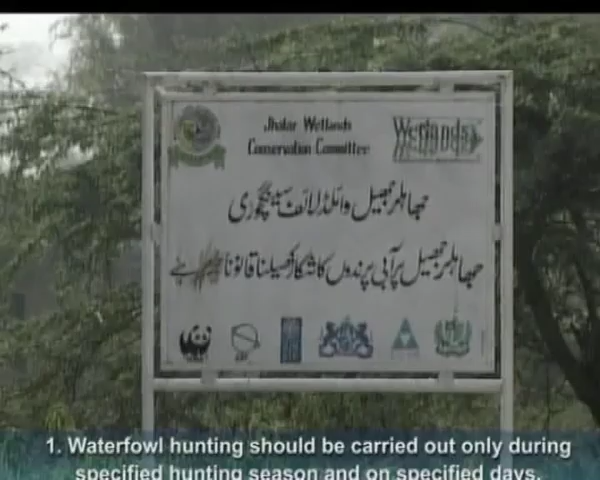 Jhalar Wetlands
Conservation Committee
Wetlands
جھالر جھیل وائلڈ لائف سینکچوری
جھالر جھیل پر آبی پرندوں کا شکار کھیلنا قانونا ہے
1. Waterfowl hunting should be carried out only during
specified hunting season and on specified days.